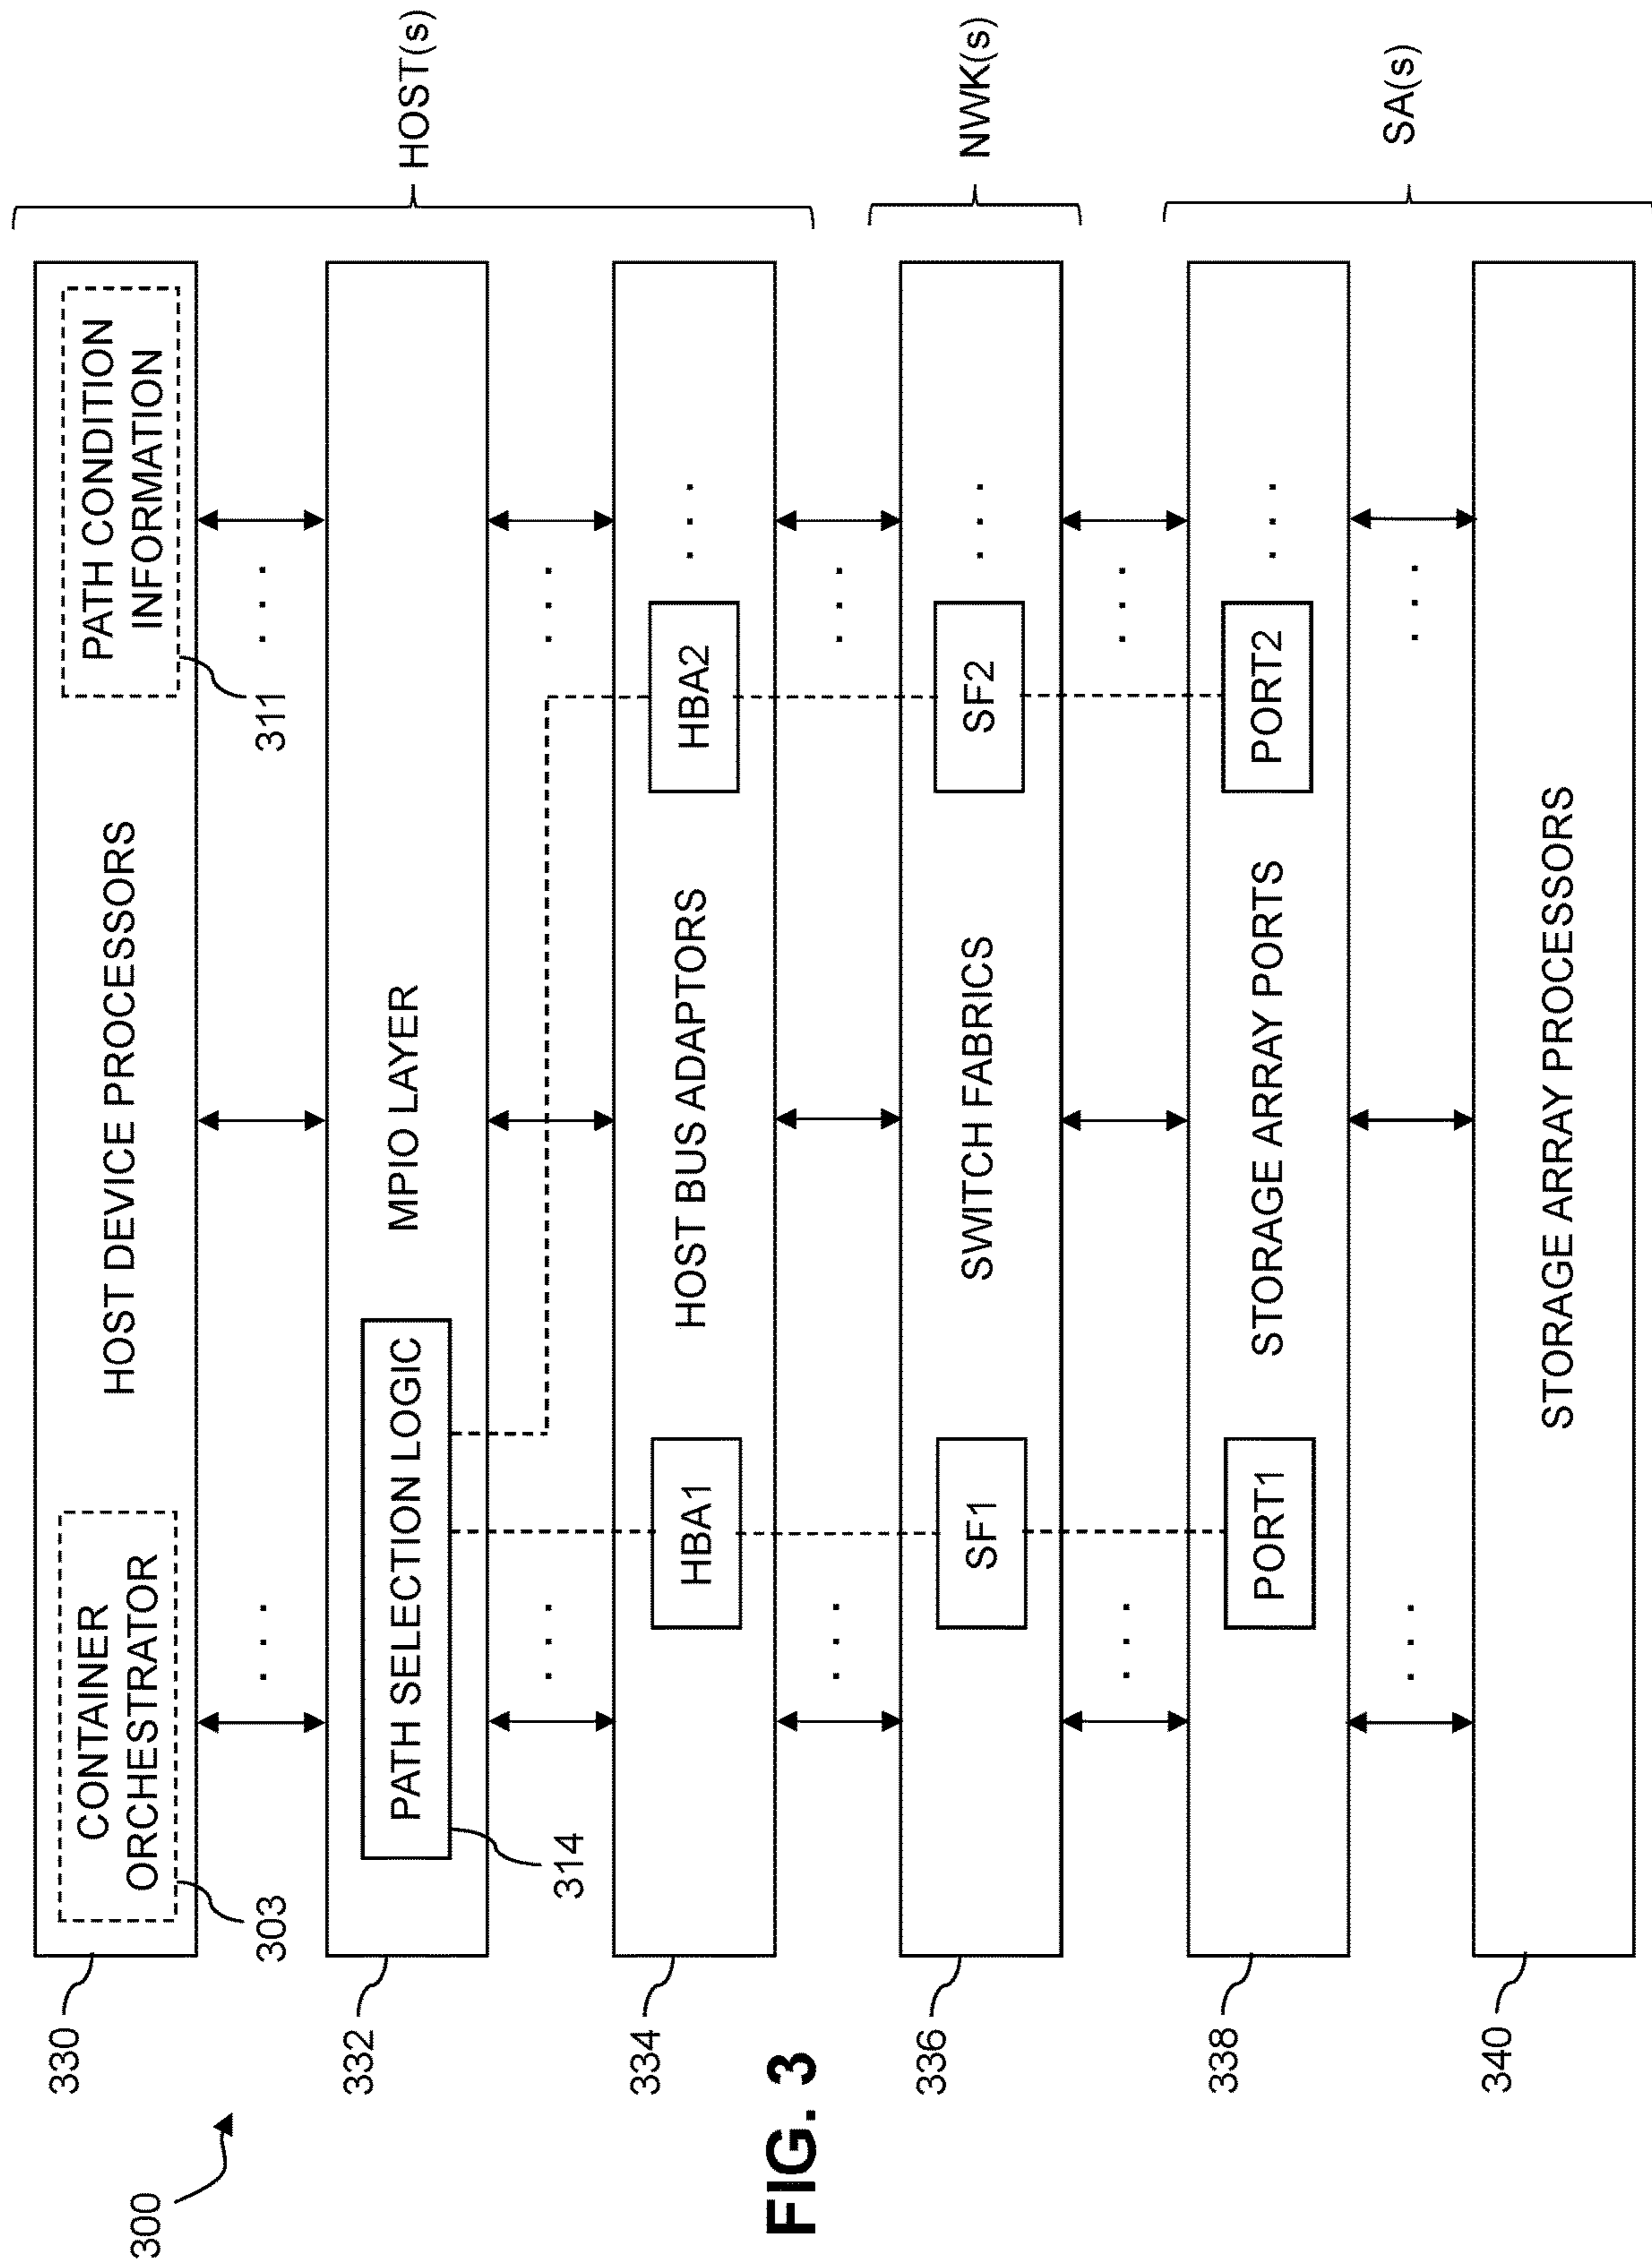 300
330
CONTAINER
ORCHESTRATOR
303
HOST DEVICE PROCESSORS
PATH CONDITION
INFORMATION
311
HOST(s)
. . .
. . .
332
PATH SELECTION LOGIC
314
MPIO LAYER
. . .
. . .
334
HBA1
HOST BUS ADAPTORS
HBA2
. . .
. . .
. . .
336
SF1
SWITCH FABRICS
SF2
. . .
NWK(s)
. . .
. . .
338
PORT1
STORAGE ARRAY PORTS
PORT2
. . .
SA(s)
. . .
. . .
340
STORAGE ARRAY PROCESSORS
FIG. 3